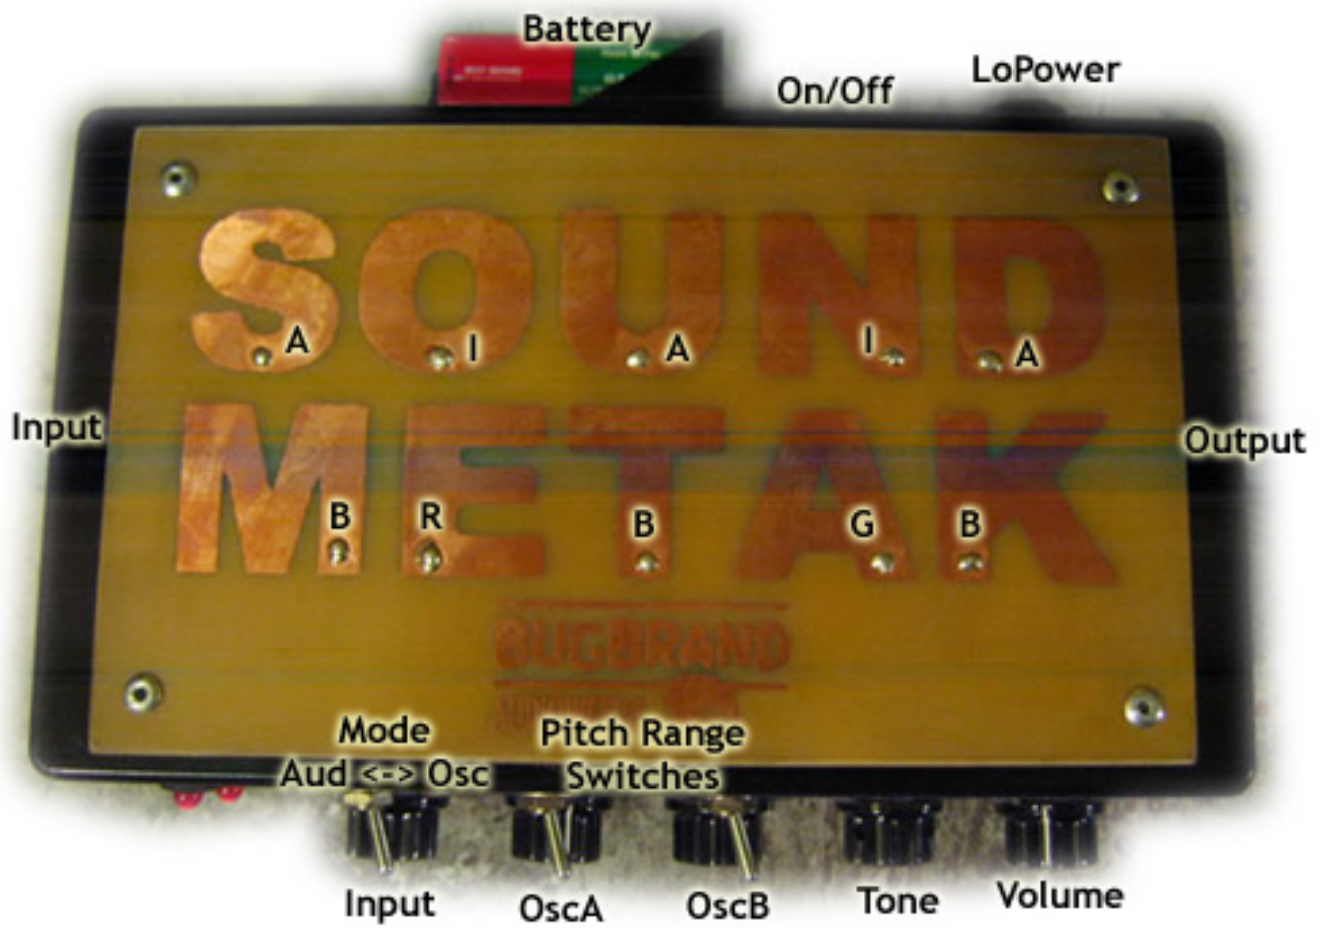 Battery
On/Off
LoPower
SOUND
A I A I A
Input
METAK
Output
B R B G B
BUGBRAND
Mode
Aud <-> Osc
Pitch Range
Switches
Input
OscA
OscB
Tone
Volume